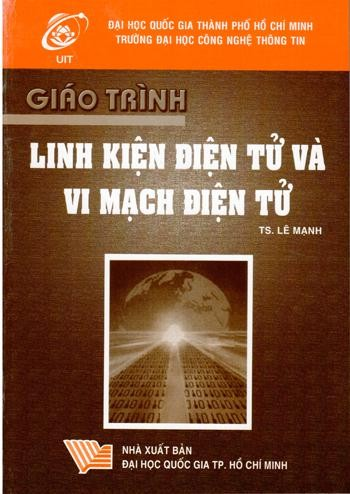 ĐẠI HỌC QUỐC GIA THÀNH PHỐ HỒ CHÍ MINH
TRƯỜNG ĐẠI HỌC CÔNG NGHỆ THÔNG TIN
UIT
GIÁO TRÌNH
LINH KIỆN ĐIỆN TỬ VÀ
VI MẠCH ĐIỆN TỬ
TS. LÊ MẠNH
NHÀ XUẤT BẢN
ĐẠI HỌC QUỐC GIA TP. HỒ CHÍ MINH